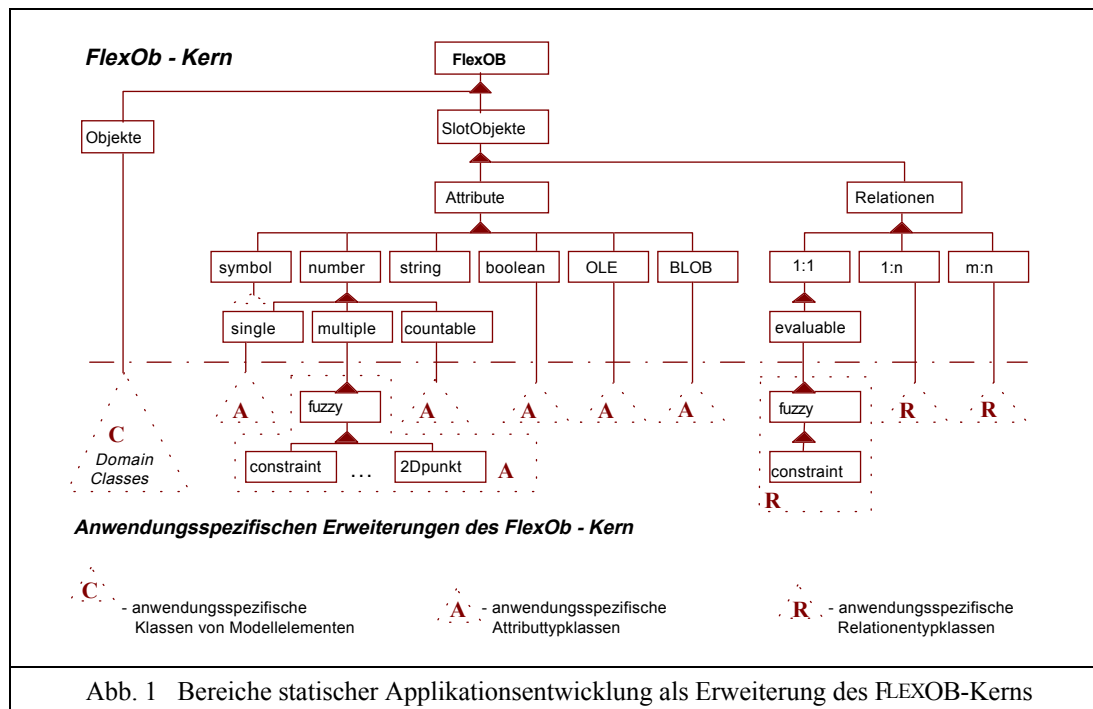 FlexOb - Kern
FlexOB
Objekte
SlotObjekte
Attribute
Relationen
symbol
number
string
boolean
OLE
BLOB
1:1
1:n
m:n
single
multiple
countable
evaluable
A
fuzzy
A
A
A
A
fuzzy
R
R
C
Domain
Classes
constraint
...
2Dpunkt
A
constraint
R
Anwendungsspezifischen Erweiterungen des FlexOb - Kern
C
- anwendungsspezifische
Klassen von Modellelementen
A
- anwendungsspezifische
Attributtypklassen
R
- anwendungsspezifische
Relationentypklassen
Abb. 1 Bereiche statischer Applikationsentwicklung als Erweiterung des FLEXOB-Kerns